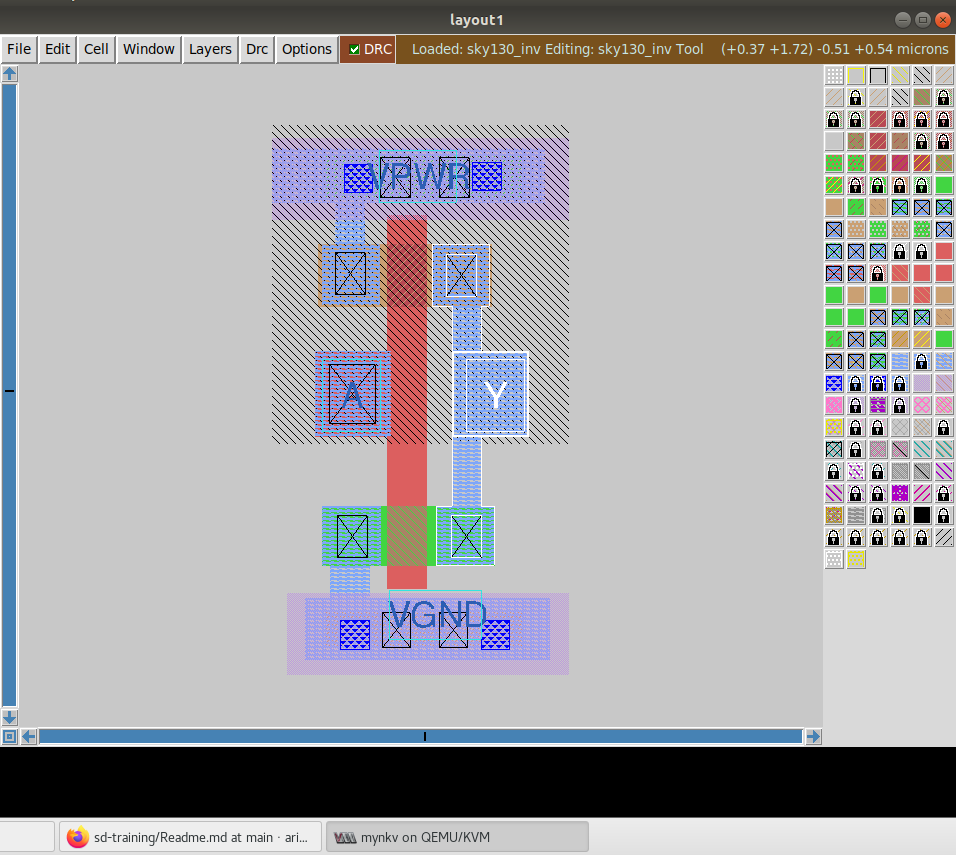 layout1
File Edit Cell Window Layers Drc Options DRC Loaded: sky130_inv Editing: sky130_inv Tool (+0.37 +1.72) -0.51 +0.54 microns
VPWR
A Y
VGND
sd-training/Readme.md at main · ari... mynkv on QEMU/KVM